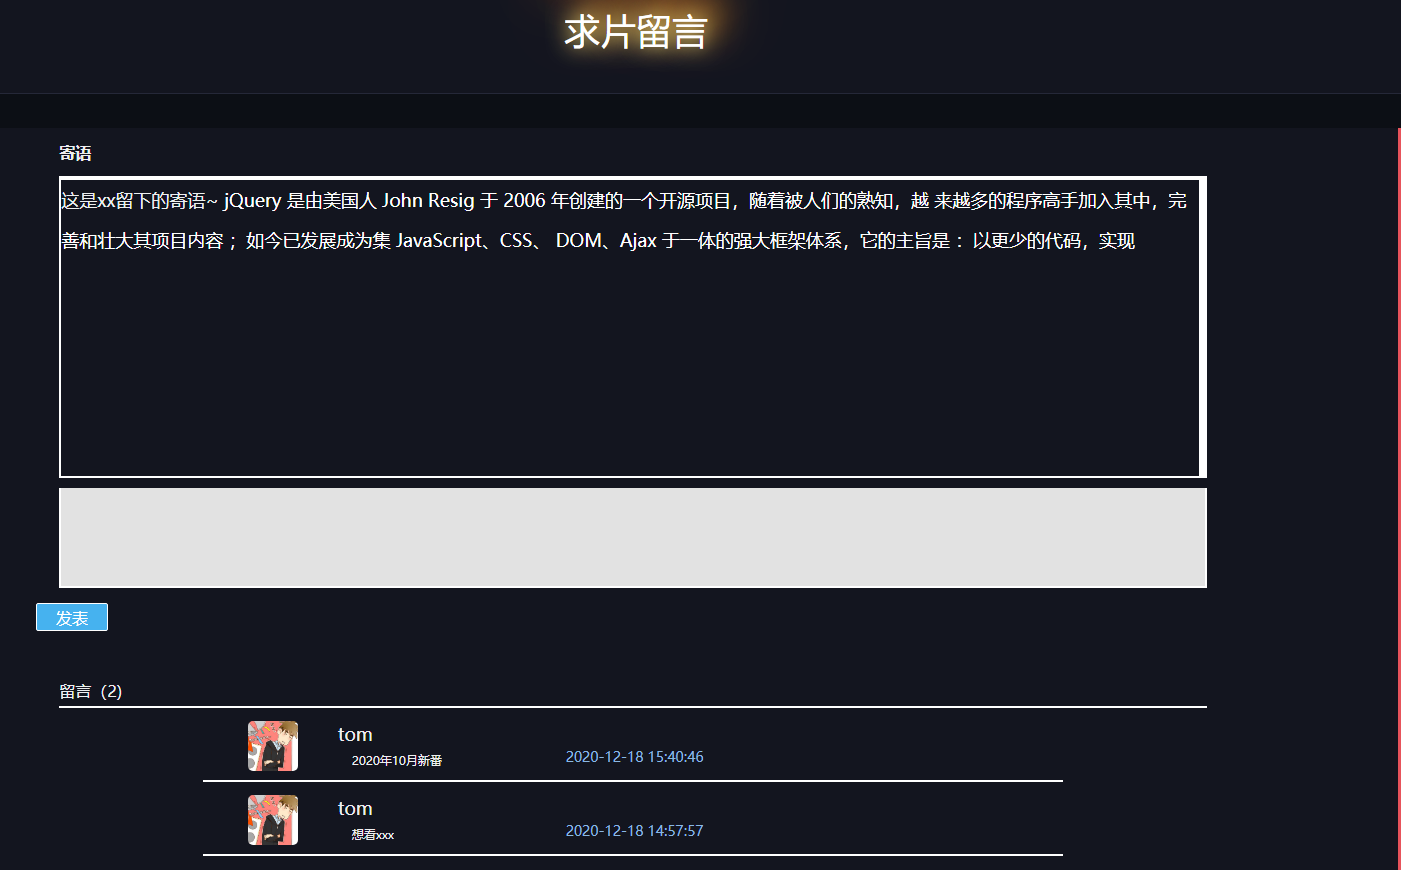 求片留言
寄语
这是xx留下的寄语~ jQuery 是由美国人 John Resig 于 2006 年创建的一个开源项目，随着被人们的熟知，越 来越多的程序高手加入其中，完
善和壮大其项目内容 ；如今已发展成为集 JavaScript、CSS、 DOM、Ajax 于一体的强大框架体系，它的主旨是 ：以更少的代码，实现
发表
留言（2）
tom
2020年10月新番 2020-12-18 15:40:46
tom
想看xxx 2020-12-18 14:57:57